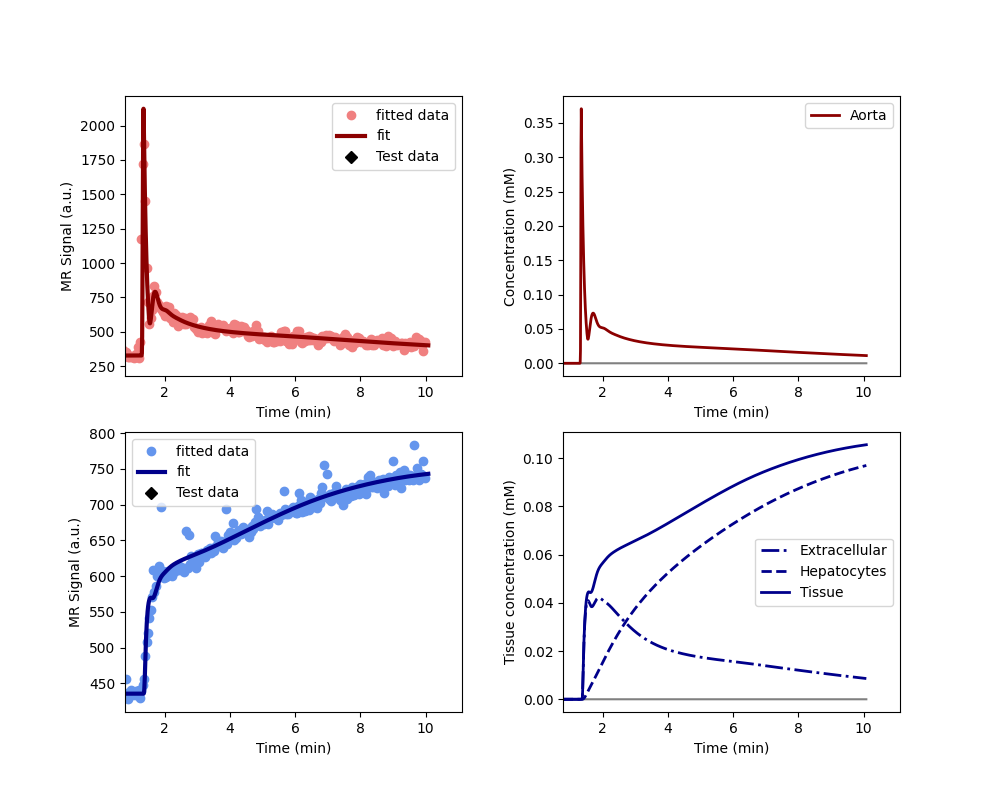 2000
1750
1500
1250
1000
750
500
250
MR Signal (a.u.)
fitted data
fit
Test data
2 4 6 8 10
Time (min)
0.35
0.30
0.25
0.20
0.15
0.10
0.05
0.00
Concentration (mM)
Aorta
2 4 6 8 10
Time (min)
800
750
700
650
600
550
500
450
MR Signal (a.u.)
fitted data
fit
Test data
2 4 6 8 10
Time (min)
0.10
0.08
0.06
0.04
0.02
0.00
Tissue concentration (mM)
Extracellular
Hepatocytes
Tissue
2 4 6 8 10
Time (min)